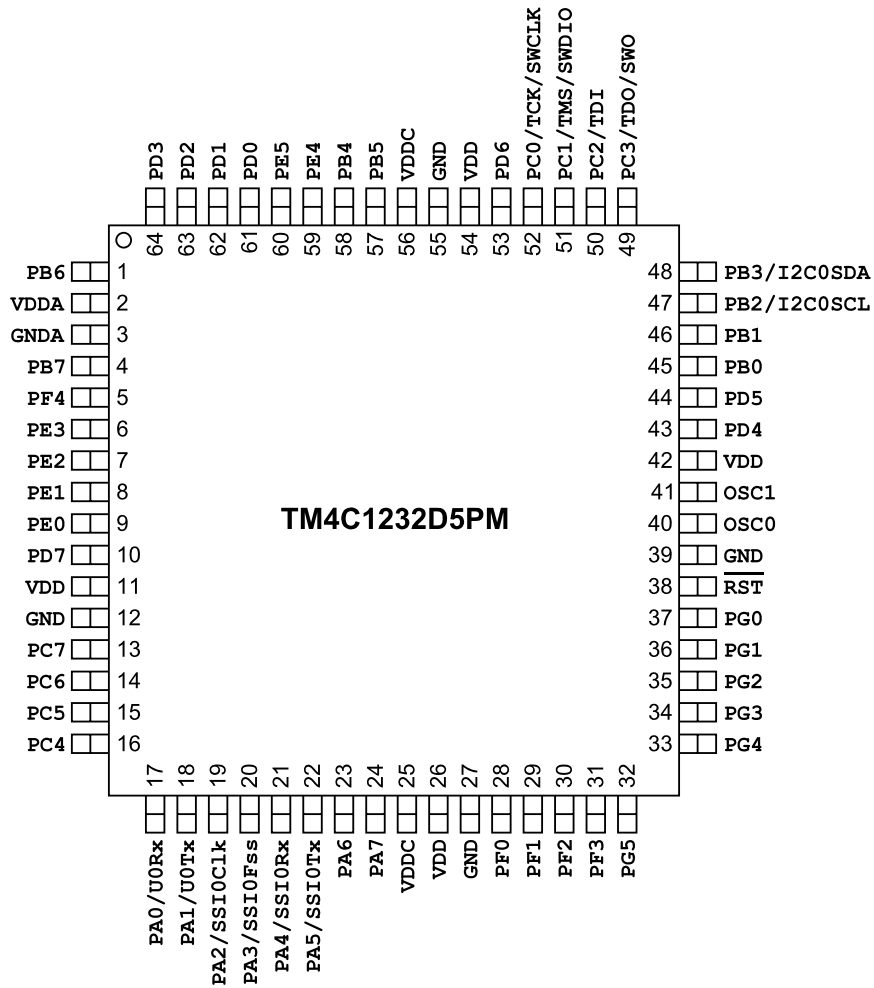 PD3
PD2
PD1
PD0
PE5
PE4
PB4
PB5
VDDC
GND
VDD
PD6
PC0/TCK/SWCLK
PC1/TMS/SWDIO
PC2/TDI
PC3/TDO/SWO
64
63
62
61
60
59
58
57
56
55
54
53
52
51
50
49
PB6 1
VDDA 2
GNDA 3
PB7 4
PF4 5
PE3 6
PE2 7
PE1 8
PE0 9
PD7 10
VDD 11
GND 12
PC7 13
PC6 14
PC5 15
PC4 16
TM4C1232D5PM
48 PB3/I2C0SDA
47 PB2/I2C0SCL
46 PB1
45 PB0
44 PD5
43 PD4
42 VDD
41 OSC1
40 OSC0
39 GND
38 RST
37 PG0
36 PG1
35 PG2
34 PG3
33 PG4
17
18
19
20
21
22
23
24
25
26
27
28
29
30
31
32
PA0/U0Rx
PA1/U0Tx
PA2/SSI0Clk
PA3/SSI0Fss
PA4/SSI0Rx
PA5/SSI0Tx
PA6
PA7
VDDC
VDD
GND
PF0
PF1
PF2
PF3
PG5